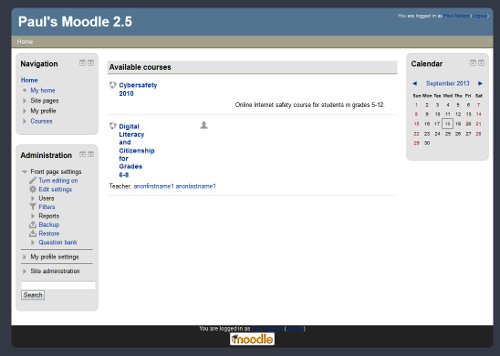 Paul's Moodle 2.5
You are logged in as Paul Nelson (Logout)
Home
Navigation
Home
My home
Site pages
My profile
Courses
Administration
Front page settings
Turn editing on
Edit settings
Users
Filters
Reports
Backup
Restore
Question bank
My profile settings
Site administration
Search
Available courses
Cybersafety
2010
Online Internet safety course for students in grades 5-12.
Digital
Literacy
and
Citizenship
for
Grades
6-8
Teacher: aronfirstname1 aronlastname1
Calendar
◄ September 2013 ►
Sun Mon Tue Wed Thu Fri Sat
1 2 3 4 5 6 7
8 9 10 11 12 13 14
15 16 17 18 19 20 21
22 23 24 25 26 27 28
29 30
You are logged in as
moodle